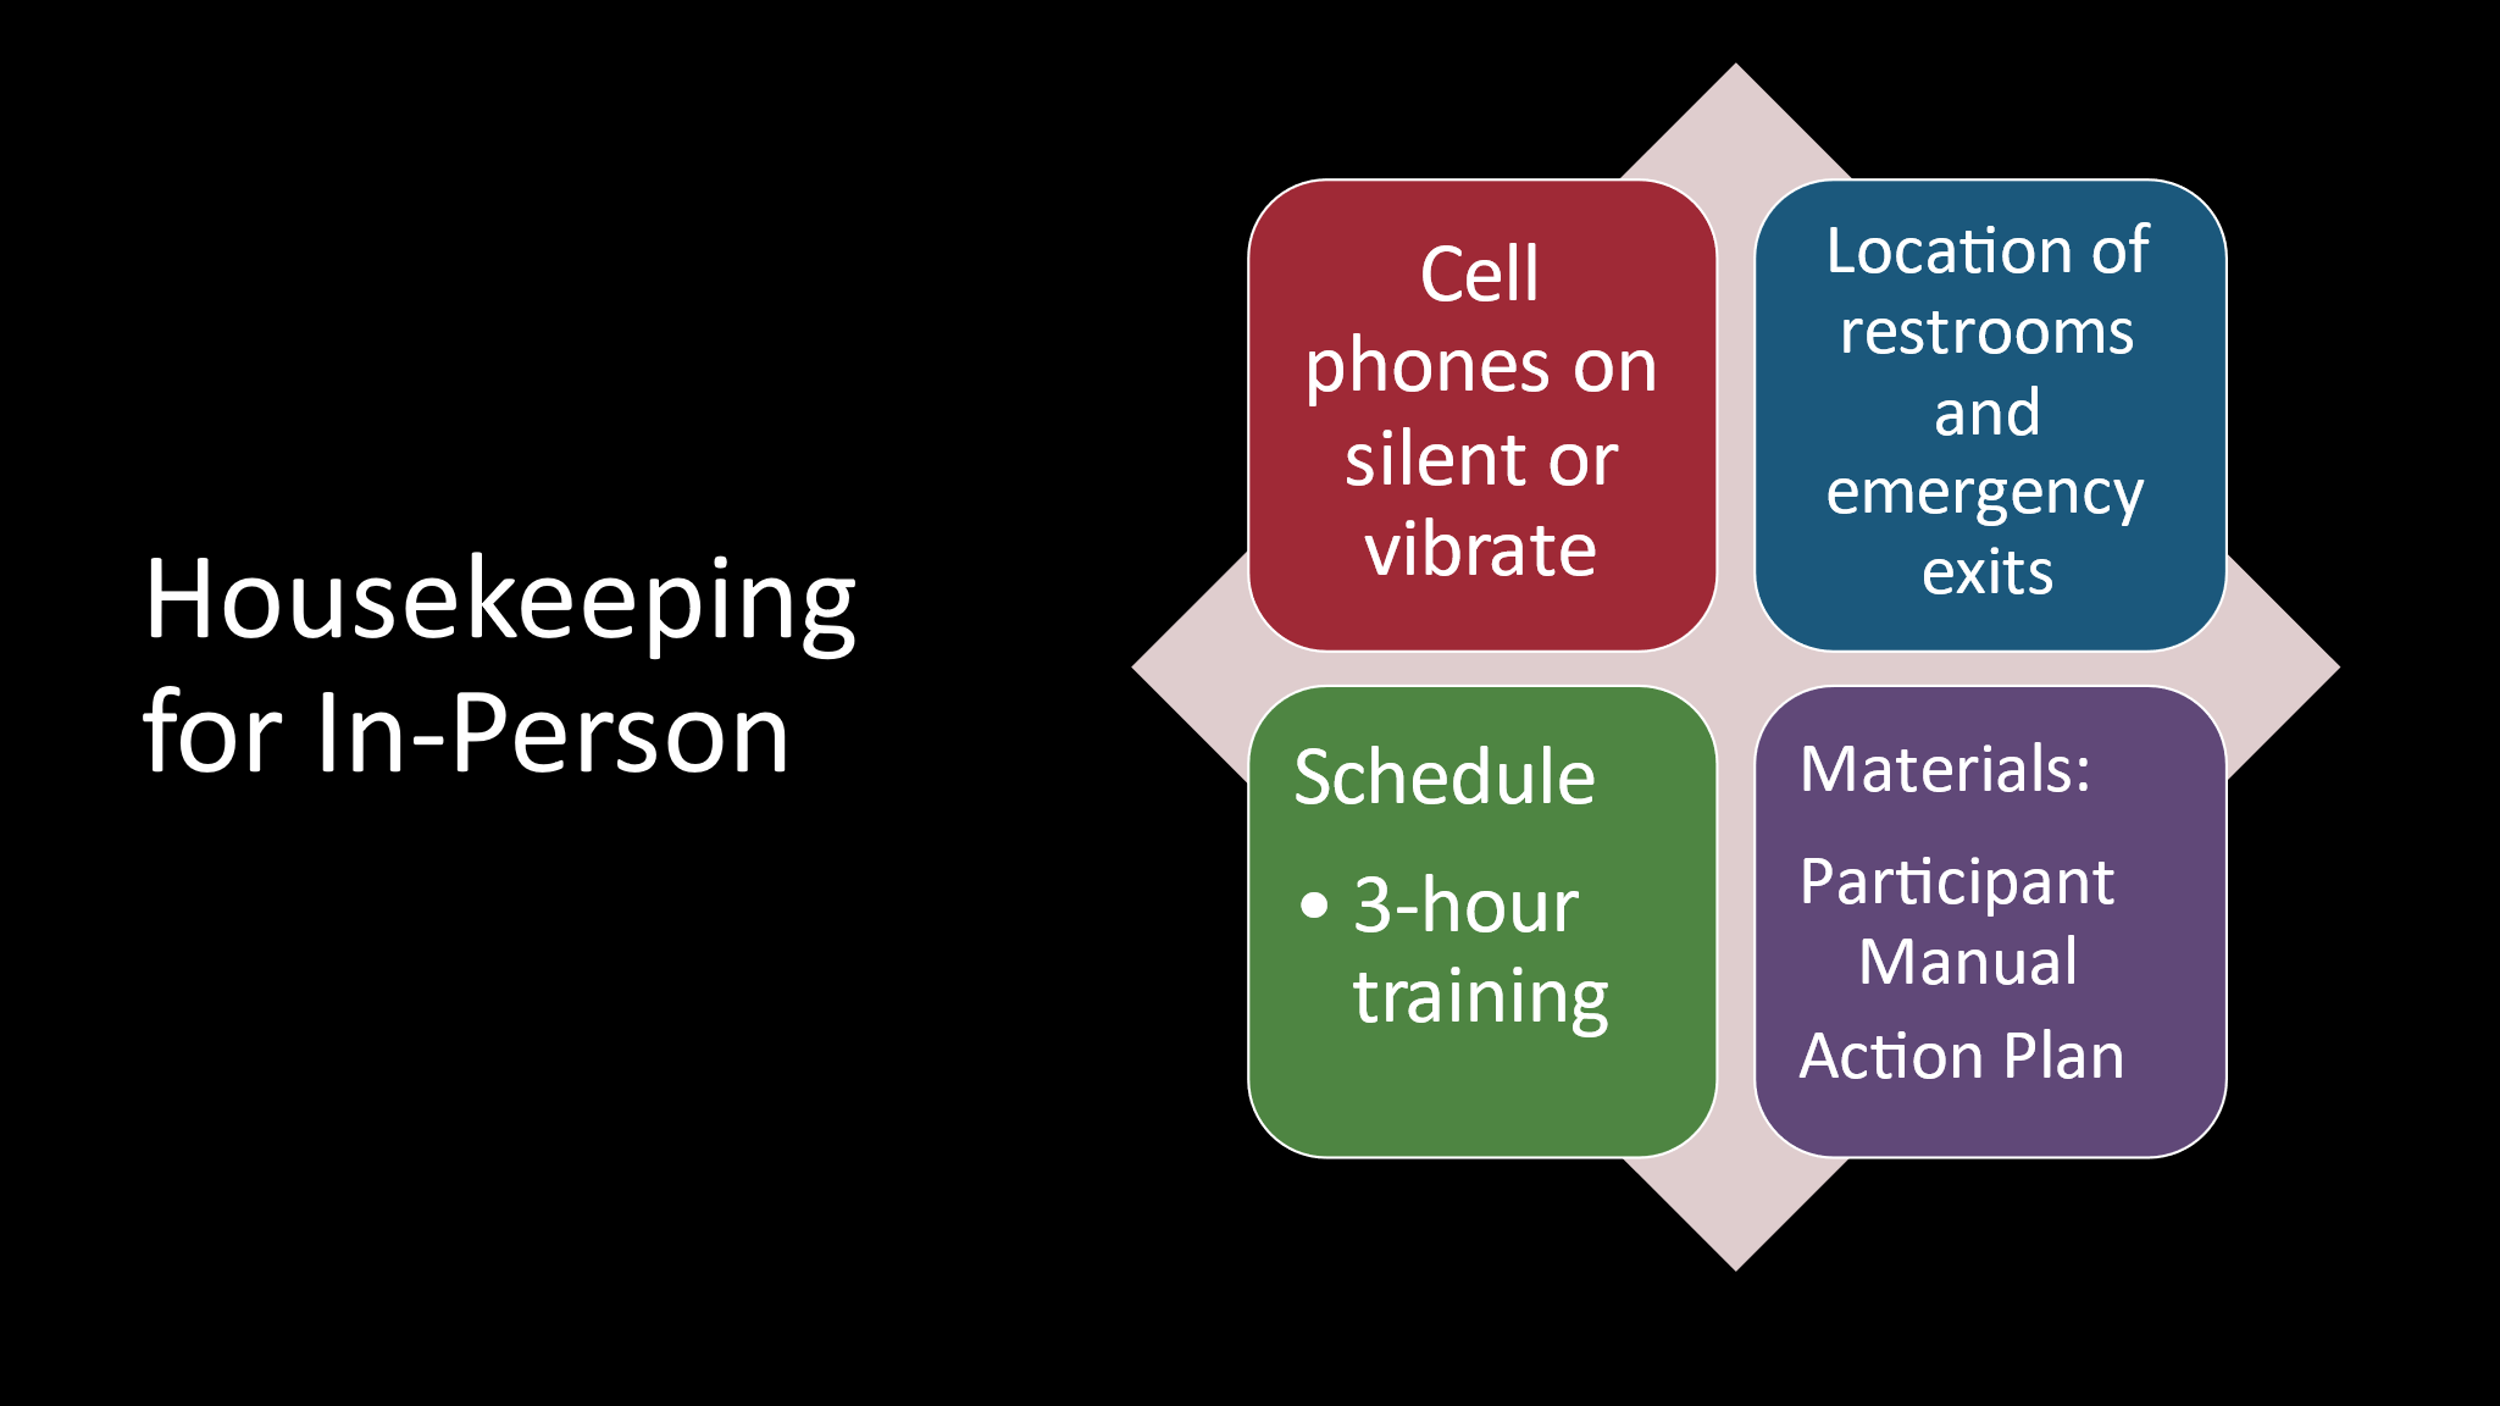 Housekeeping
for In-Person
Cell
phones on
silent or
vibrate
Location of
restrooms
and
emergency
exits
Schedule
• 3-hour
training
Materials:
Participant
Manual
Action Plan